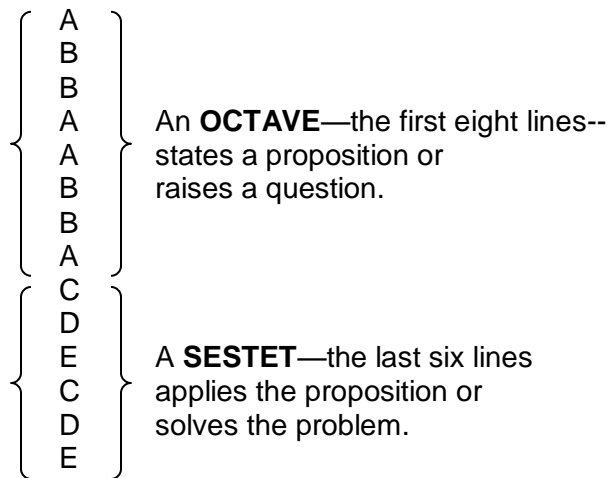 A
B
B
A
A
B
B
A
An OCTAVE—the first eight lines--
states a proposition or
raises a question.
C
D
E
C
D
E
A SESTET—the last six lines
applies the proposition or
solves the problem.